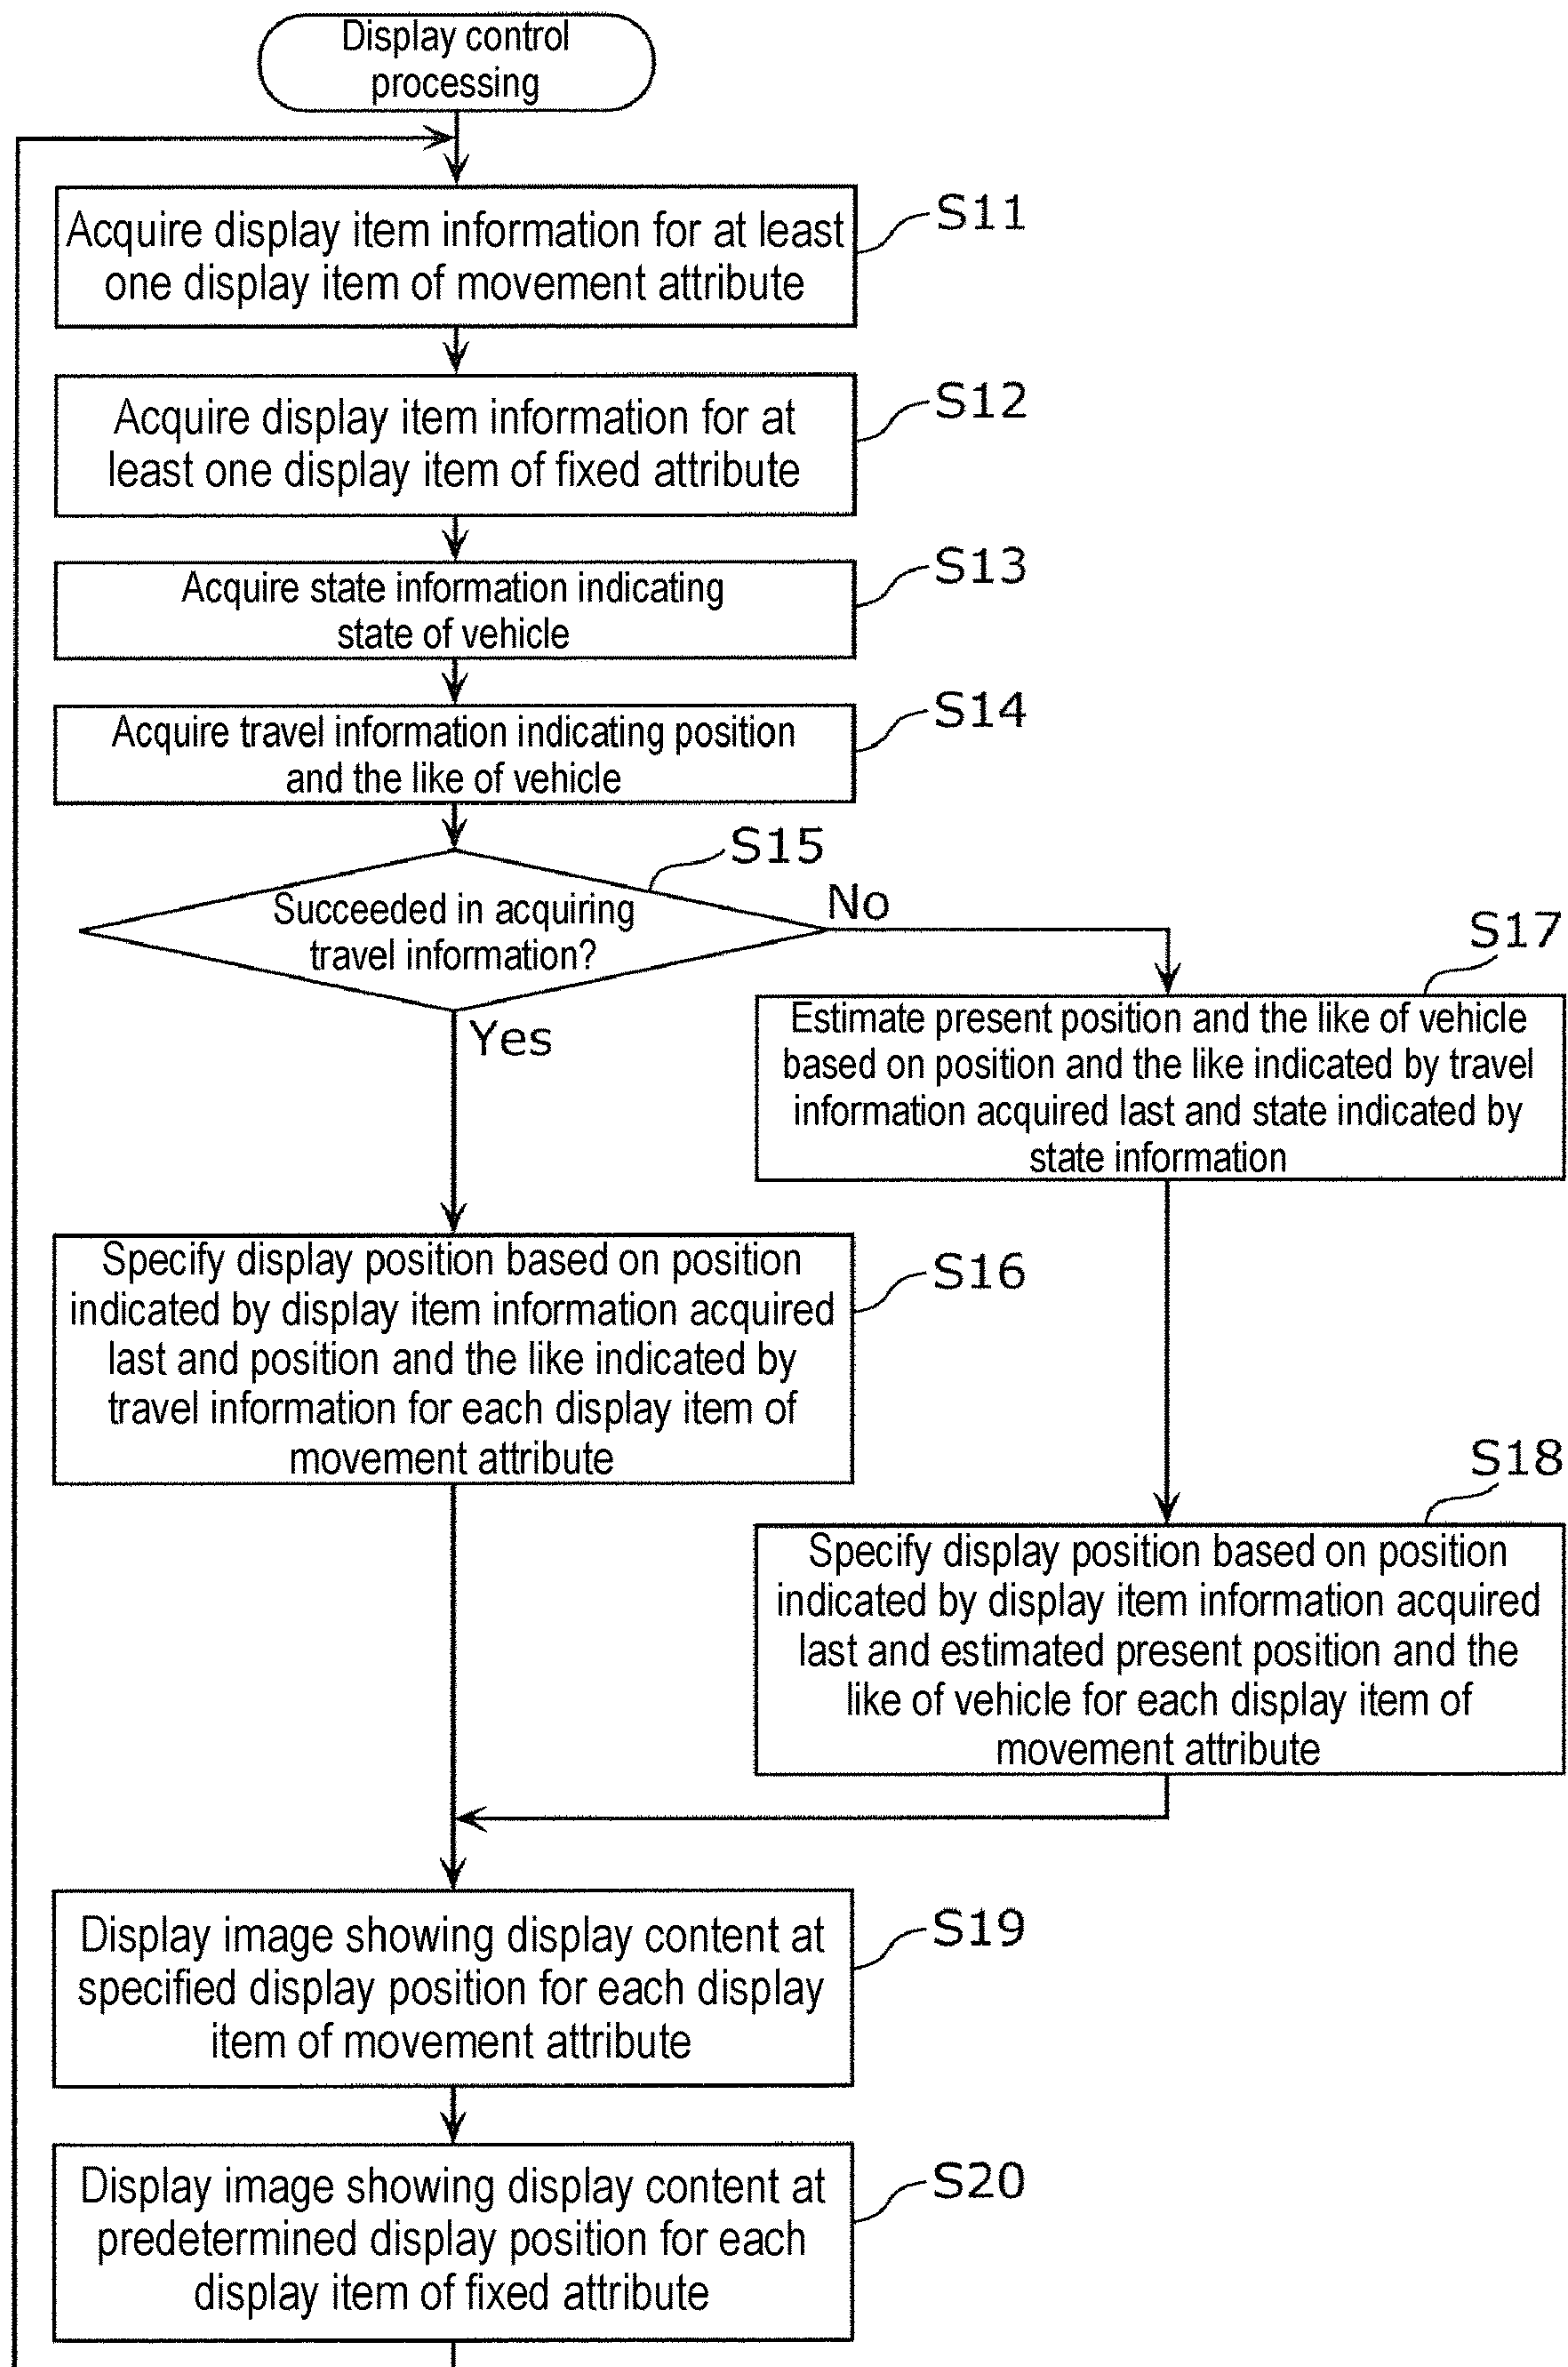 Display control
processing
Acquire display item information for at least
one display item of movement attribute
S11
Acquire display item information for at
least one display item of fixed attribute
S12
Acquire state information indicating
state of vehicle
S13
Acquire travel information indicating position
and the like of vehicle
S14
Succeeded in acquiring
travel information?
S15
No
Yes
S17
Estimate present position and the like of vehicle
based on position and the like indicated by travel
information acquired last and state indicated by
state information
Specify display position based on position
indicated by display item information acquired
last and position and the like indicated by
travel information for each display item of
movement attribute
S16
S18
Specify display position based on position
indicated by display item information acquired
last and estimated present position and the
like of vehicle for each display item of
movement attribute
Display image showing display content at
specified display position for each display
item of movement attribute
S19
Display image showing display content at
predetermined display position for each
display item of fixed attribute
S20